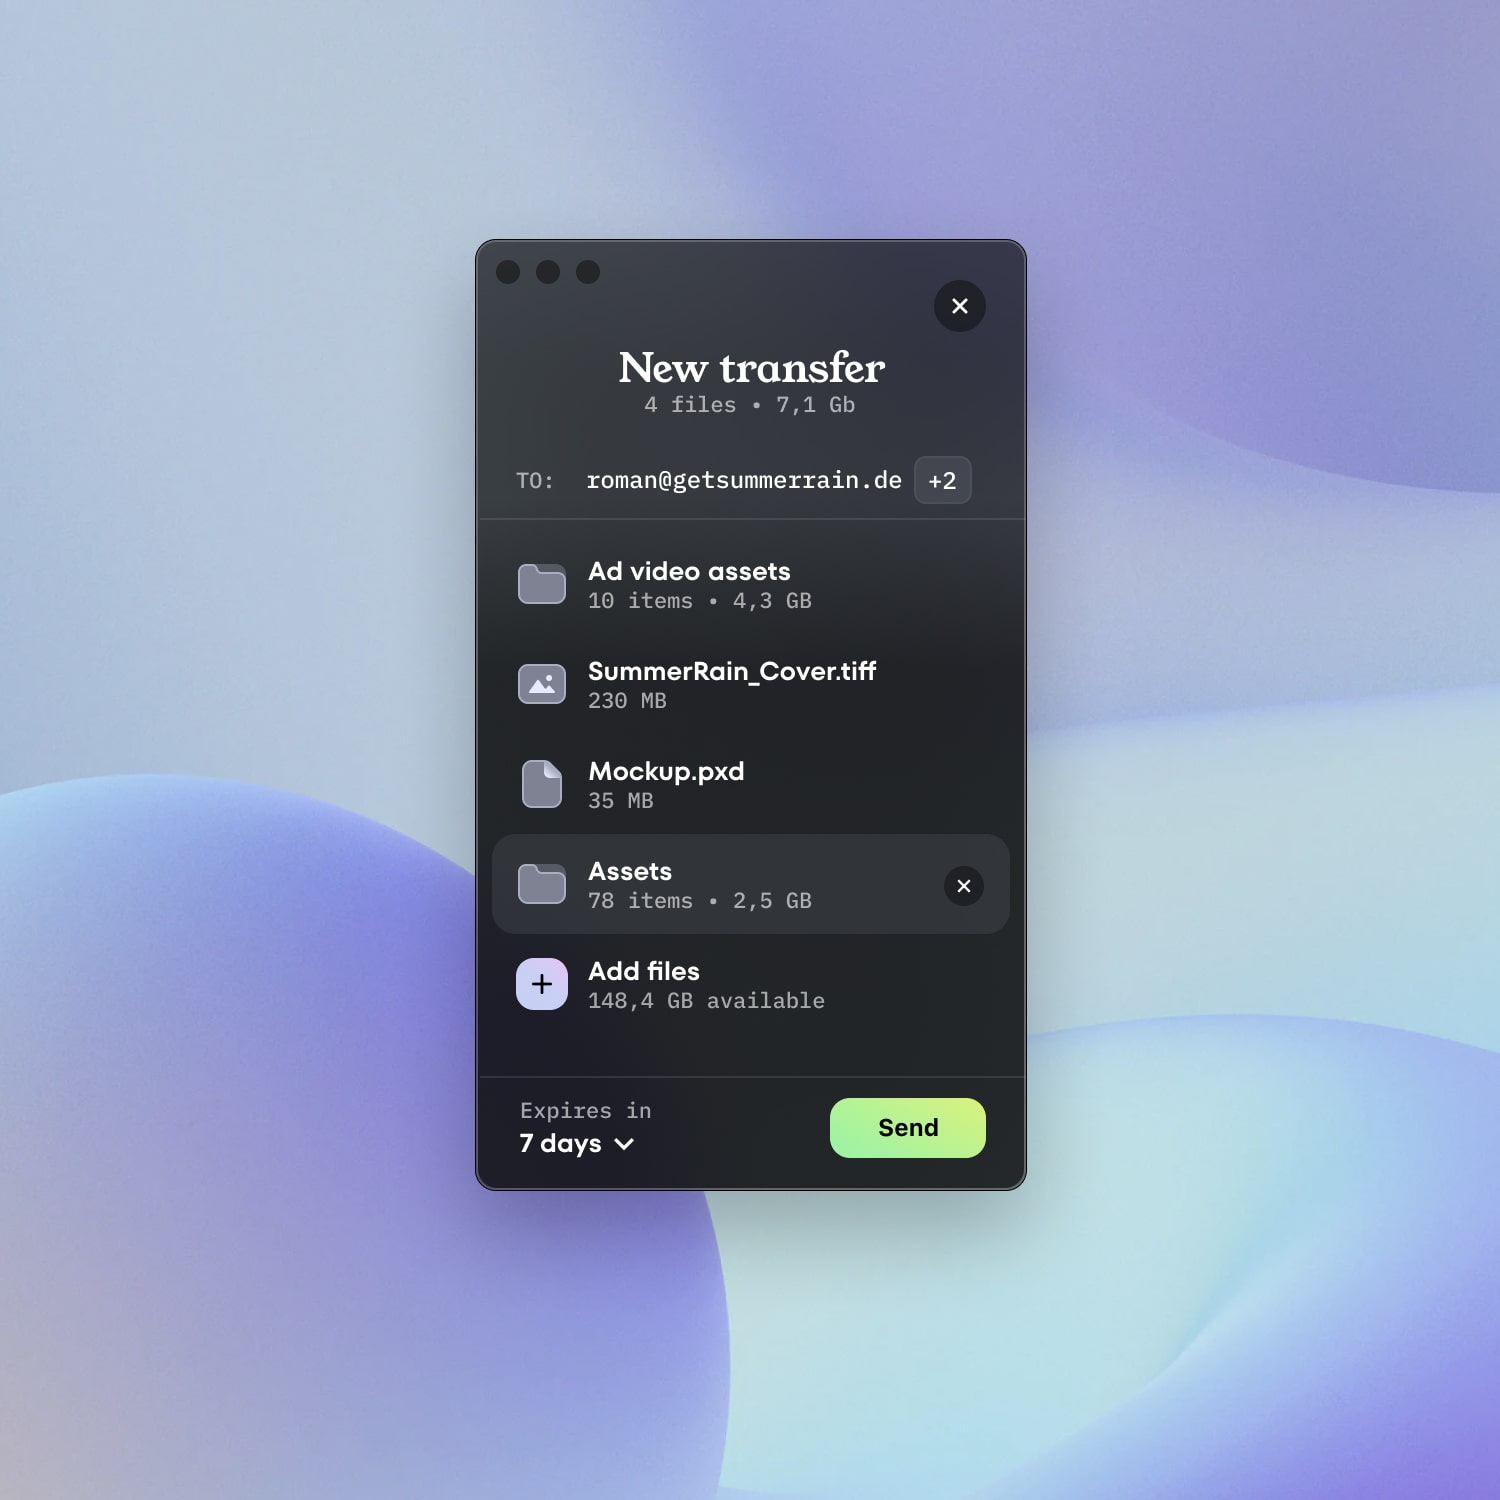 New transfer
4 files • 7,1 Gb
TO: roman@getsummerrain.de +2
Ad video assets
10 items • 4,3 GB
SummerRain_Cover.tiff
230 MB
Mockup.pxd
35 MB
Assets
78 items • 2,5 GB
Add files
148,4 GB available
Expires in
7 days
Send